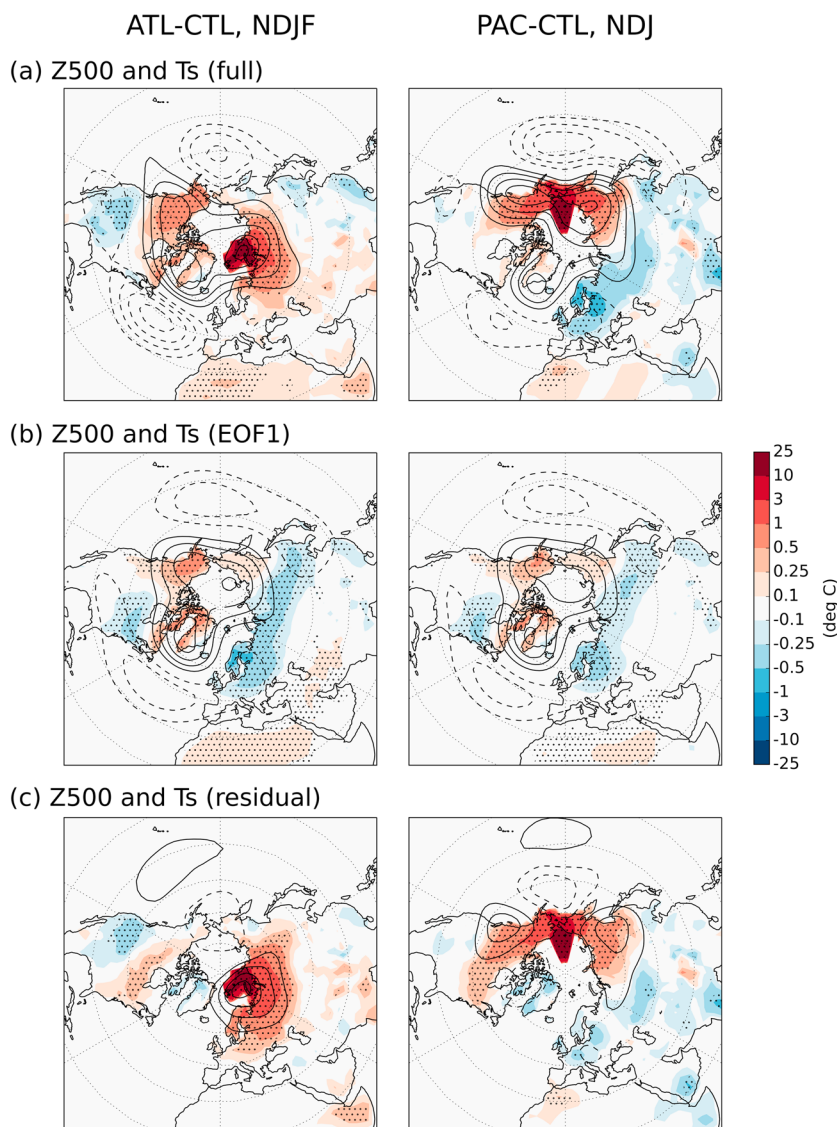 ATL-CTL, NDJF
PAC-CTL, NDJ
(a) Z500 and Ts (full)
(b) Z500 and Ts (EOF1)
25
10
3
1
0.5
0.25
0.1
-0.1
-0.25
-0.5
-1
-3
-10
-25
(deg C)
(c) Z500 and Ts (residual)